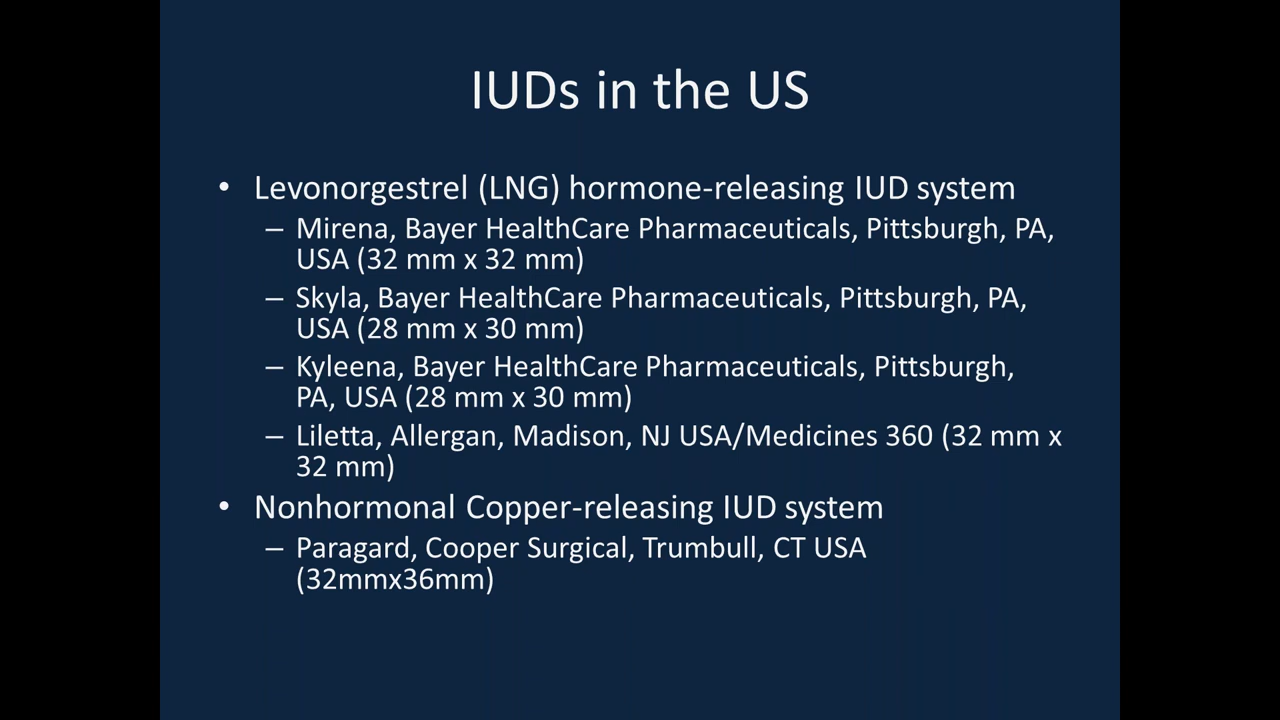 IUDs in the US
• Levonorgestrel (LNG) hormone-releasing IUD system
– Mirena, Bayer HealthCare Pharmaceuticals, Pittsburgh, PA,
USA (32 mm x 32 mm)
– Skyla, Bayer HealthCare Pharmaceuticals, Pittsburgh, PA,
USA (28 mm x 30 mm)
– Kyleena, Bayer HealthCare Pharmaceuticals, Pittsburgh,
PA, USA (28 mm x 30 mm)
– Liletta, Allergan, Madison, NJ USA/Medicines 360 (32 mm x
32 mm)
• Nonhormonal Copper-releasing IUD system
– Paragard, Cooper Surgical, Trumbull, CT USA
(32mmx36mm)